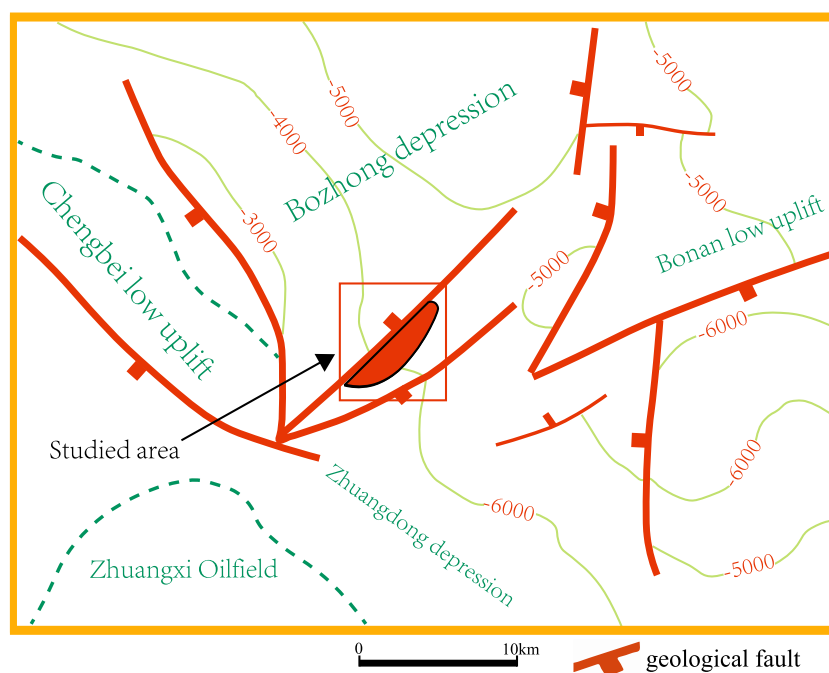 -5000
-5000
-4000
Bozhong depression
-5000
Chengbei low uplift
-3000
Bonan low uplift
-5000
-6000
Studied area
-6000
-6000
Zhuangdong depression
Zhuangxi Oilfield
-5000
0
10km
geological fault